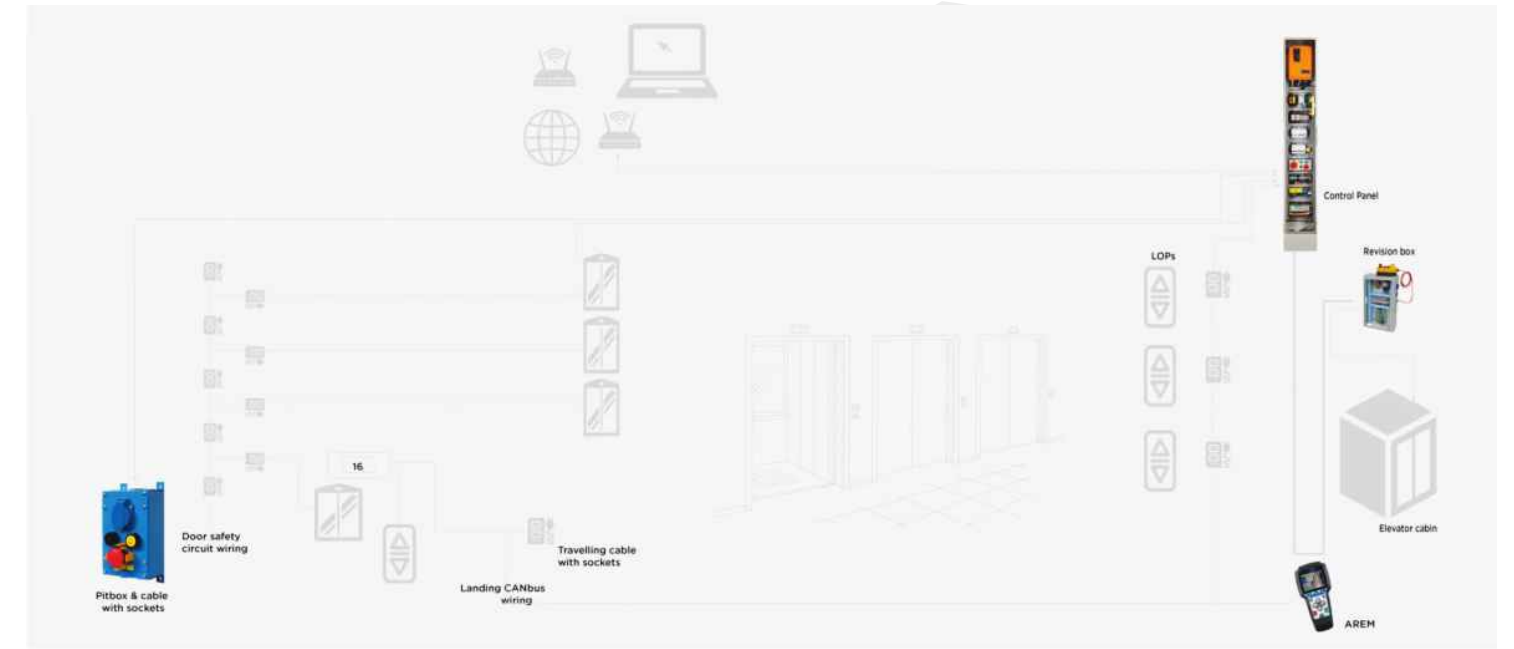 Control Panel
LOPs
Revision box
16
Door safety
circuit wiring
Travelling cable
with sockets
Elevator cabin
Landing CANbus
wiring
Pitbox & cable
with sockets
AREM